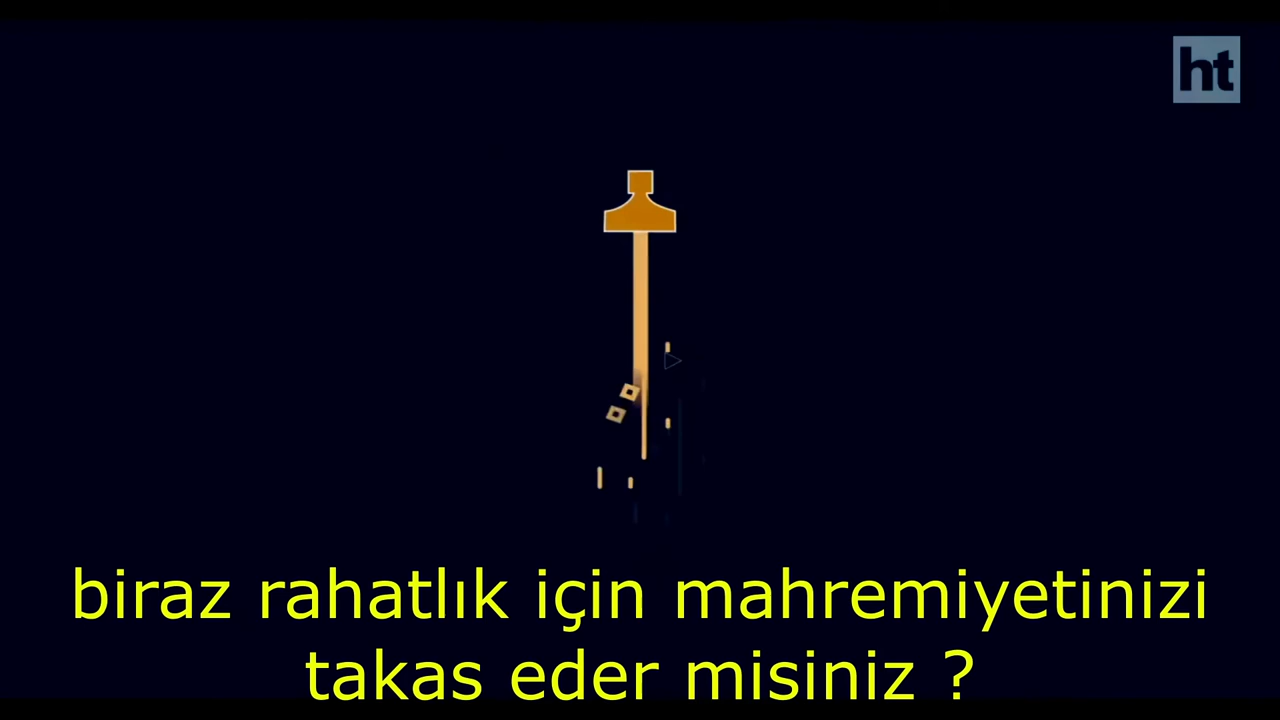 ht
biraz rahatlık için mahremiyetinizi
takas eder misiniz ?